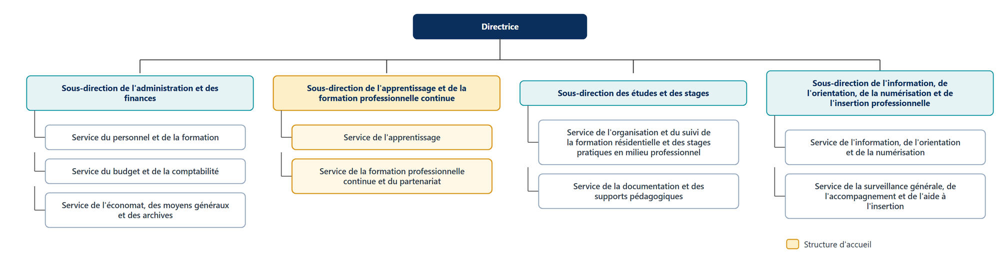 Directrice
Sous-direction de l'administration et des
finances
Service du personnel et de la formation
Service du budget et de la comptabilité
Service de l'économat, des moyens généraux
et des archives
Sous-direction de l'apprentissage et de la
formation professionnelle continue
Service de l'apprentissage
Service de la formation professionnelle
continue et du partenariat
Sous-direction des études et des stages
Service de l'organisation et du suivi de
la formation résidentielle et des stages
pratiques en milieu professionnel
Service de la documentation et des
supports pédagogiques
Sous-direction de l'information, de
l'orientation, de la numérisation et de
l'insertion professionnelle
Service de l'information, de l'orientation
et de la numérisation
Service de la surveillance générale, de
l'accompagnement et de l'aide à
l'insertion
Structure d'accueil